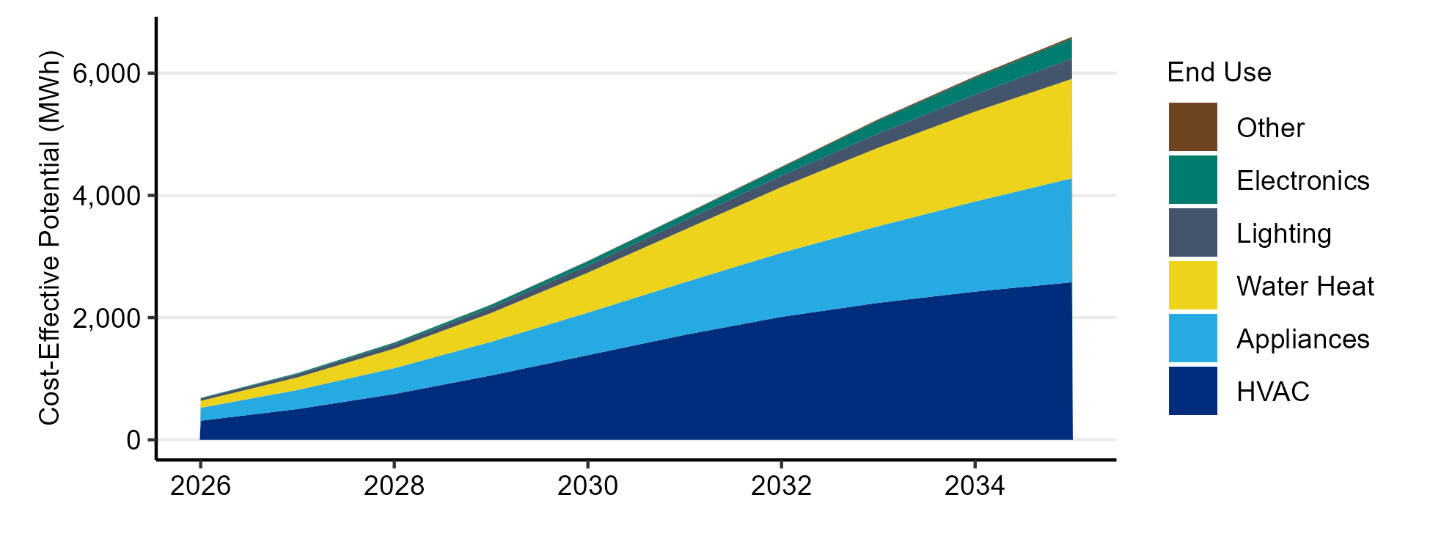 Cost-Effective Potential (MWh)
6,000
4,000
2,000
0
2026 2028 2030 2032 2034
End Use
Other
Electronics
Lighting
Water Heat
Appliances
HVAC